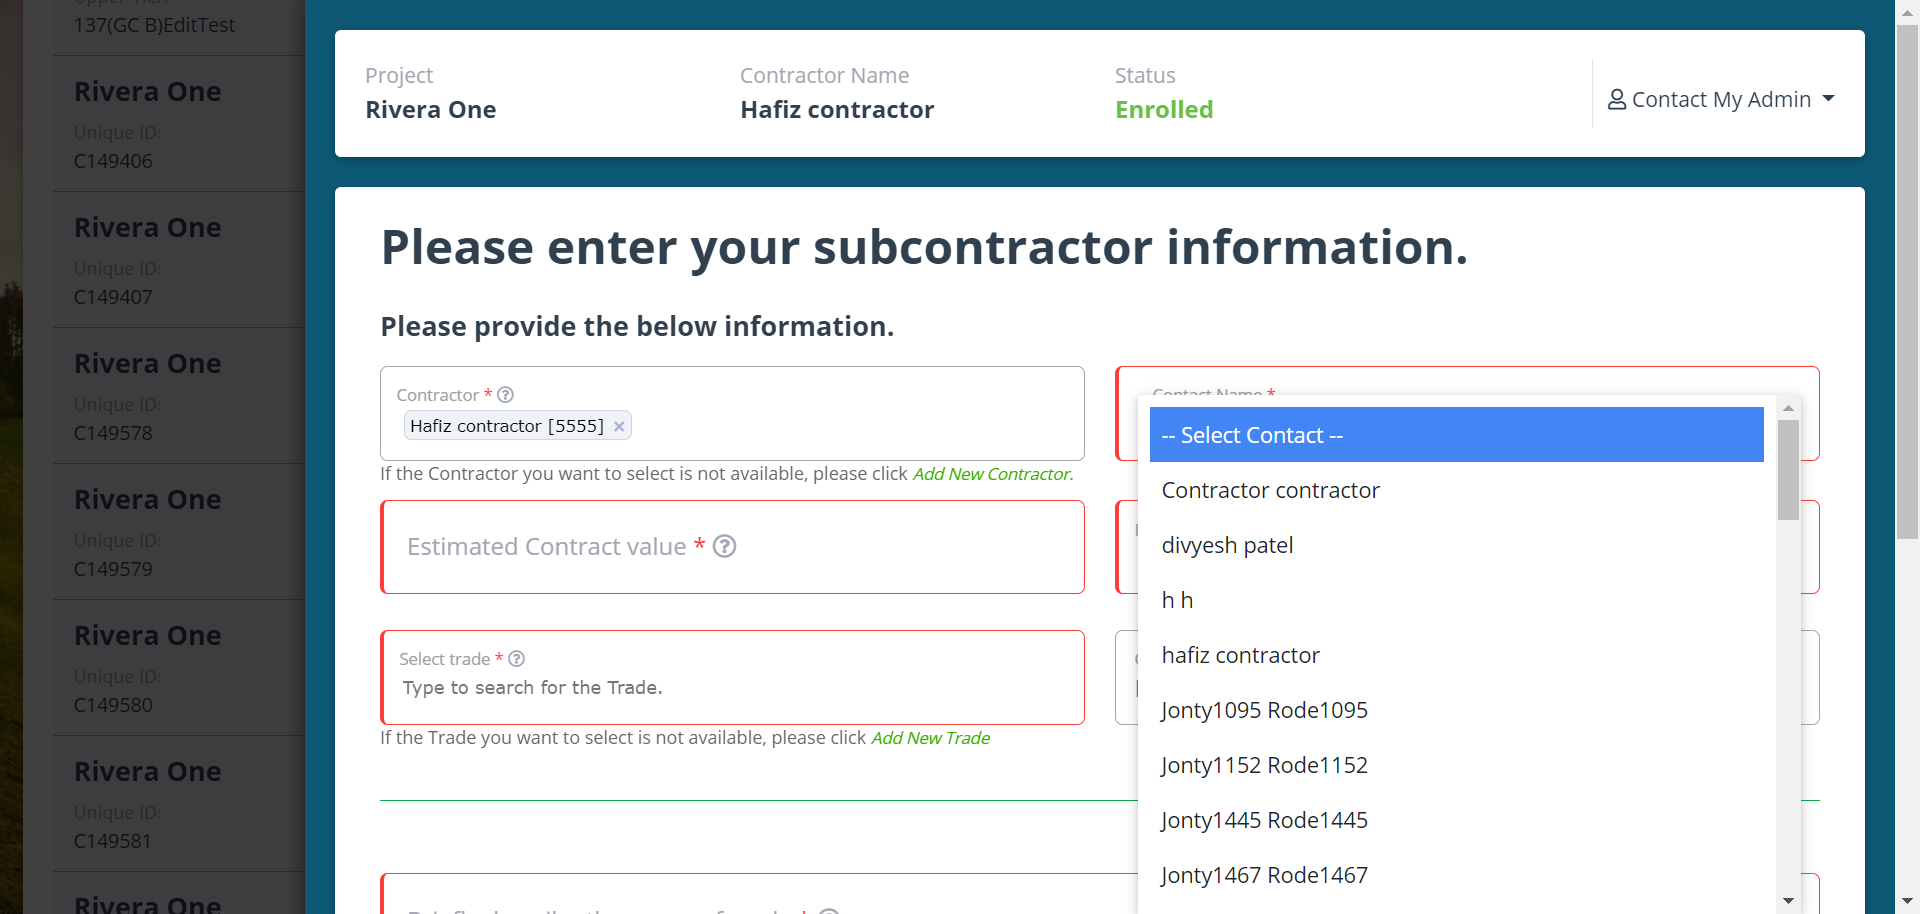 137(GC B)EditTest
Rivera One
Unique ID:
C149406
Rivera One
Unique ID:
C149407
Rivera One
Unique ID:
C149578
Rivera One
Unique ID:
C149579
Rivera One
Unique ID:
C149580
Rivera One
Unique ID:
C149581
Rivera One
Project
Rivera One
Contractor Name
Hafiz contractor
Status
Enrolled
Contact My Admin
Please enter your subcontractor information.
Please provide the below information.
Contractor *
Hafiz contractor [5555] ×
If the Contractor you want to select is not available, please click Add New Contractor.
Contact Name *
Estimated Contract value *
Select trade *
Type to search for the Trade.
If the Trade you want to select is not available, please click Add New Trade
-- Select Contact --
Contractor contractor
divyesh patel
h h
hafiz contractor
Jonty1095 Rode1095
Jonty1152 Rode1152
Jonty1445 Rode1445
Jonty1467 Rode1467